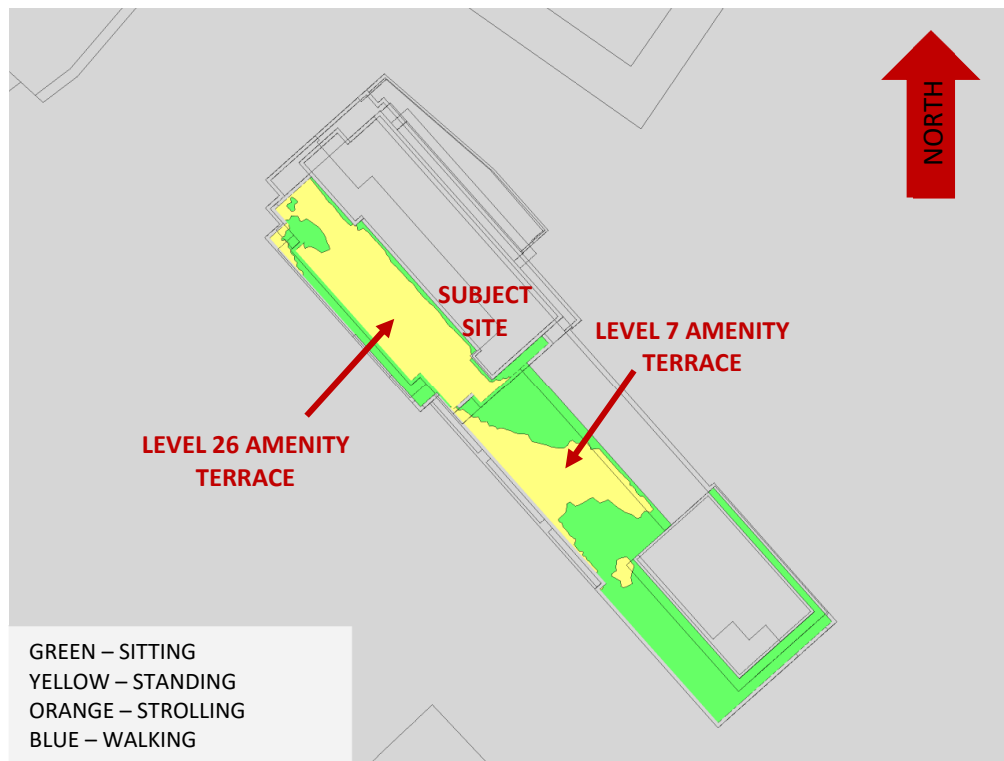 NORTH
SUBJECT
SITE
LEVEL 7 AMENITY
TERRACE
LEVEL 26 AMENITY
TERRACE
GREEN – SITTING
YELLOW – STANDING
ORANGE – STROLLING
BLUE – WALKING